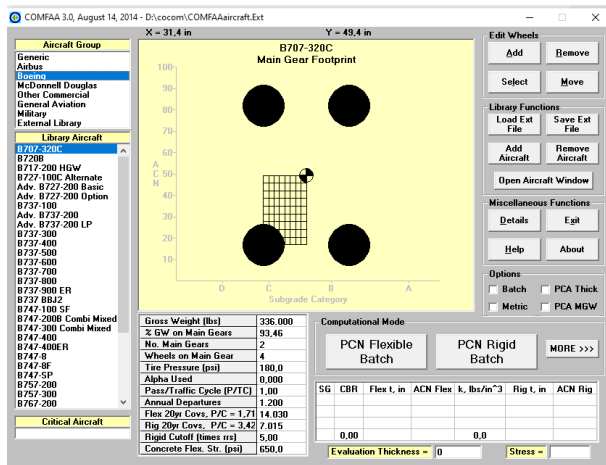 COMFAA 3.0, August 14, 2014 - D:\cocom\COMFAAaircraft.Ext
Aircraft Group
Generic
Airbus
Boeing
McDonnell Douglas
Other Commercial
General Aviation
Military
External Library
Library Aircraft
B707-320C
B720B
B717-200 HGW
B727-100C Alternate
Adv. B727-200 Basic
Adv. B727-200 Option
B737-100
Adv. B737-200
Adv. B737-200 LP
B737-300
B737-400
B737-500
B737-600
B737-700
B737-800
B737-900 ER
B737 BBJ2
B747-100 SF
B747-200B Combi Mixed
B747-300 Combi Mixed
B747-400
B747-400ER
B747-8
B747-8F
B747-SP
B757-200
B757-300
B767-200
Critical Aircraft
X = 31,4 in Y = 49,4 in
B707-320C
Main Gear Footprint
100
90
80
70
60
50
40
30
20
10
A
C
N
D C B A
Subgrade Category
Gross Weight (lbs) 336.000
% GW on Main Gears 93,46
No. Main Gears 2
Wheels on Main Gear 4
Tire Pressure (psi) 180,0
Alpha Used 0,000
Pass/Traffic Cycle (P/TC) 1,00
Annual Departures 1.200
Flex 20yr Covs, P/C = 1,71 14.030
Rig 20yr Covs, P/C = 3,42 7.015
Rigid Cutoff (times rrs) 5,00
Concrete Flex. Str. (psi) 650,0
Computational Mode
PCN Flexible Batch
PCN Rigid Batch
MORE >>>
SG CBR Flex t, in ACN Flex k, lbs/in^3 Rig t, in ACN Rig
0,00 0,0
Evaluation Thickness = 0 Stress =
Edit Wheels
Add Remove
Select Move
Library Functions
Load Ext File Save Ext File
Add Aircraft Remove Aircraft
Open Aircraft Window
Miscellaneous Functions
Details Exit
Help About
Options
Batch PCA Thick
Metric PCA MGW